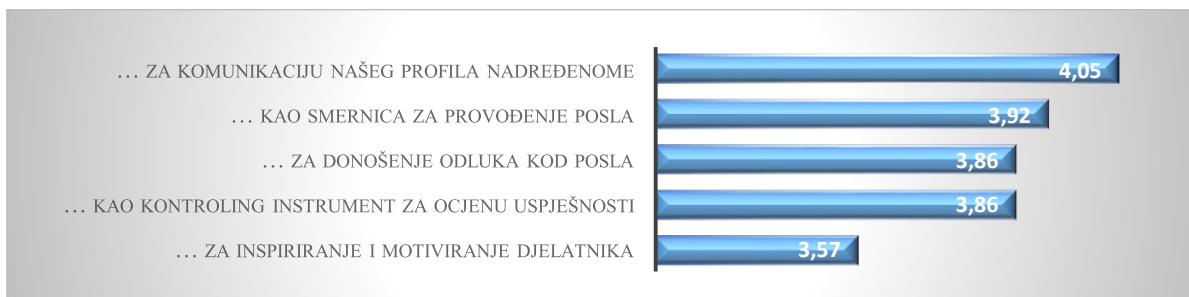 … ZA KOMUNIKACIJU NAŠEG PROFILA NADREĐENOME 4,05
… KAO SMERNICA ZA PROVOĐENJE POSLA 3,92
… ZA DONOŠENJE ODLUKA KOD POSLA 3,86
… KAO KONTROLING INSTRUMENT ZA OCJENU USPJEŠNOSTI 3,86
… ZA INSPIRIRANJE I MOTIVIRANJE DJELATNIKA 3,57